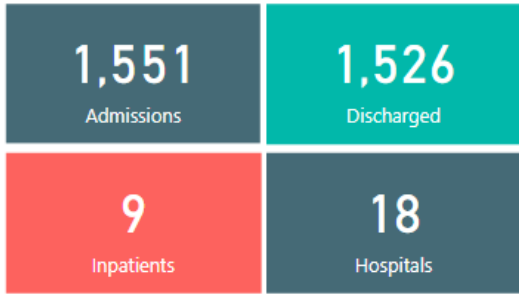 1,551
Admissions
1,526
Discharged
9
Inpatients
18
Hospitals